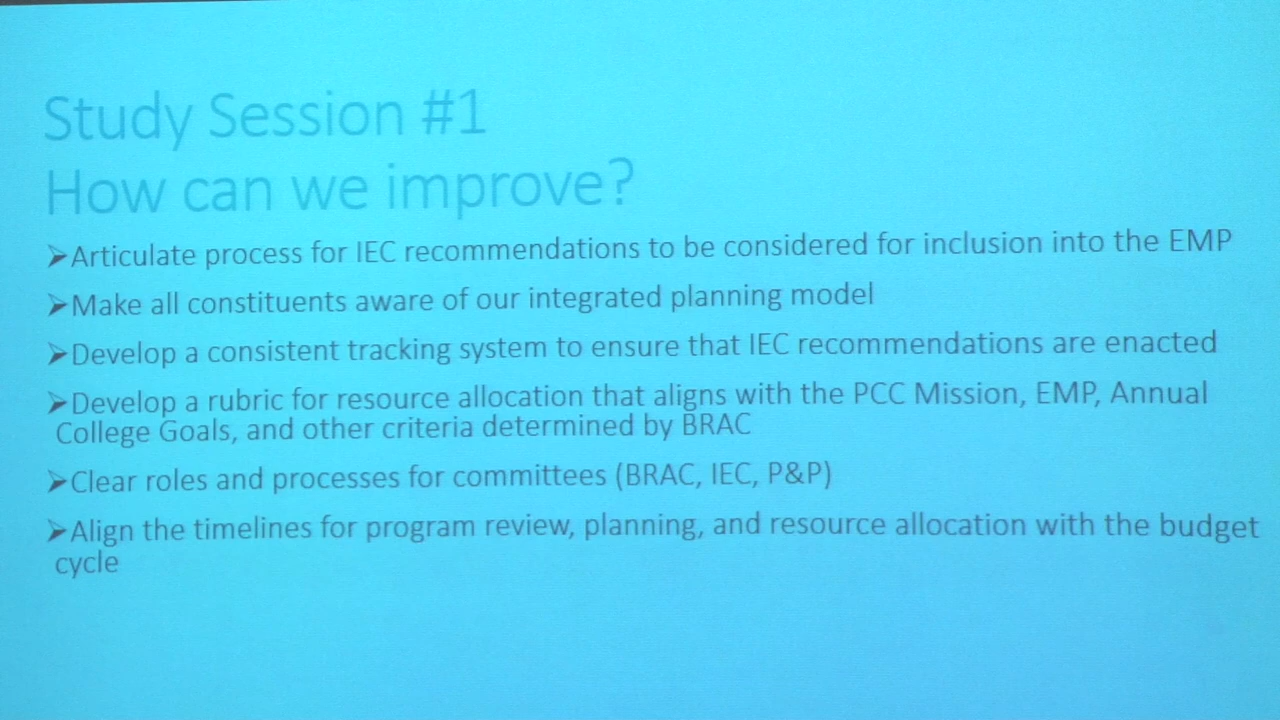 Study Session #1
How can we improve?
➢Articulate process for IEC recommendations to be considered for inclusion into the EMP
➢Make all constituents aware of our integrated planning model
➢Develop a consistent tracking system to ensure that IEC recommendations are enacted
➢Develop a rubric for resource allocation that aligns with the PCC Mission, EMP, Annual
College Goals, and other criteria determined by BRAC
➢Clear roles and processes for committees (BRAC, IEC, P&P)
➢Align the timelines for program review, planning, and resource allocation with the budget
cycle